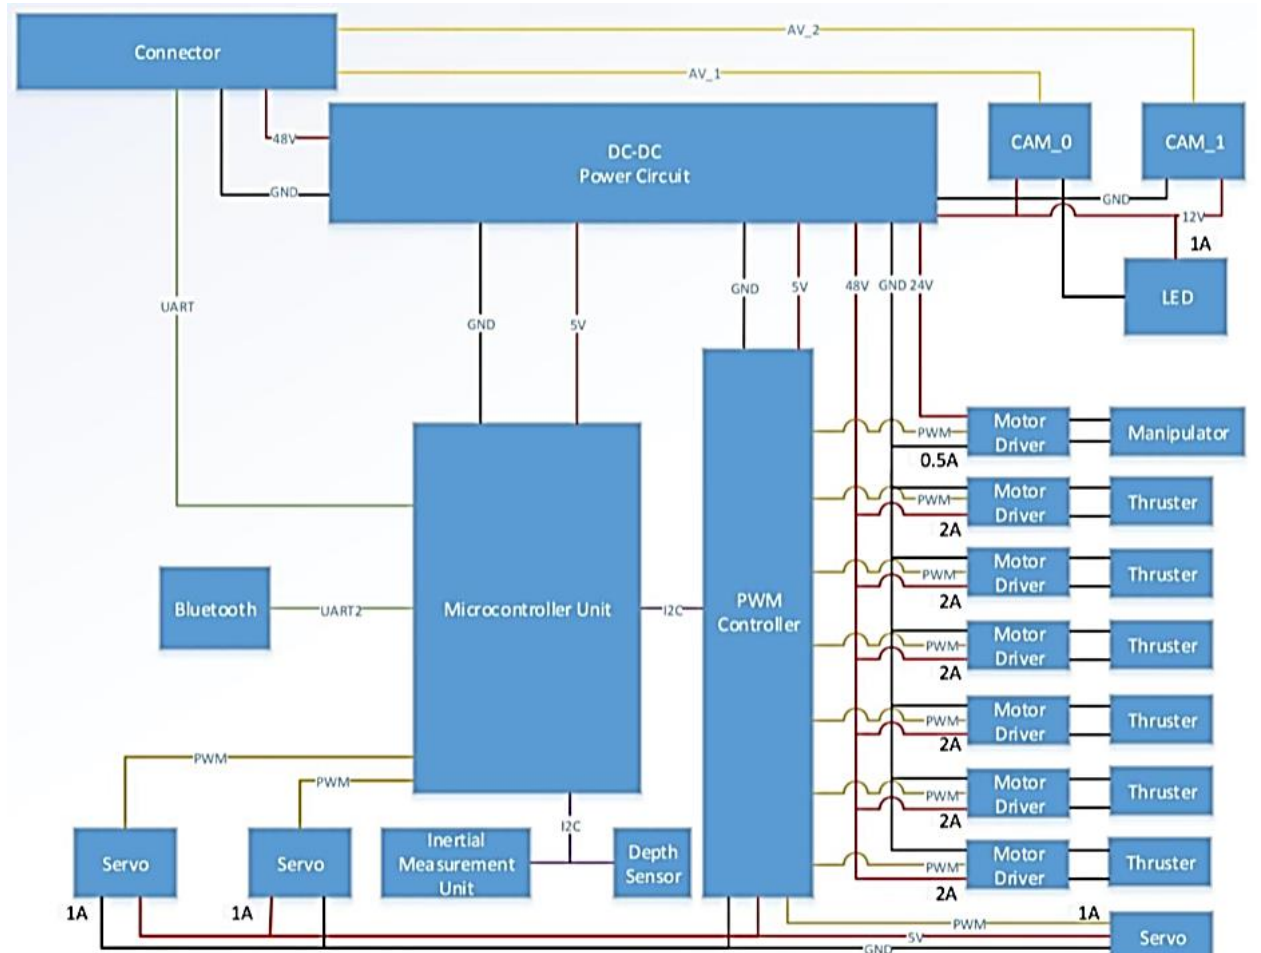 AV_2
Connector
AV_1
48V
DC-DC
Power Circuit
CAM_0
CAM_1
GND
GND
12V
1A
UART
GND
5V
GND
5V
48V
GND
24V
LED
PWM
0.5A
Motor
Driver
Manipulator
PWM
2A
Motor
Driver
Thruster
PWM
2A
Motor
Driver
Thruster
Bluetooth
UART2
Microcontroller Unit
I2C
PWM
Controller
PWM
2A
Motor
Driver
Thruster
PWM
2A
Motor
Driver
Thruster
PWM
PWM
PWM
2A
Motor
Driver
Thruster
I2C
Servo
Servo
Inertial
Measurement
Unit
Depth
Sensor
PWM
2A
Motor
Driver
Thruster
1A
1A
1A
PWM
5V
GND
Servo